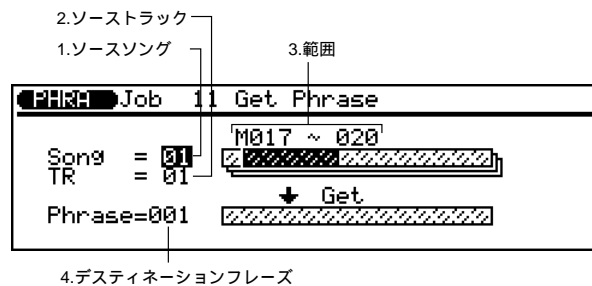 2.ソーストラック
1.ソースソング
3.範囲
PHRA Job 11 Get Phrase
M017 ~ 020
Song = 01
TR = 01
Get
Phrase=001
4.デスティネーションフレーズ